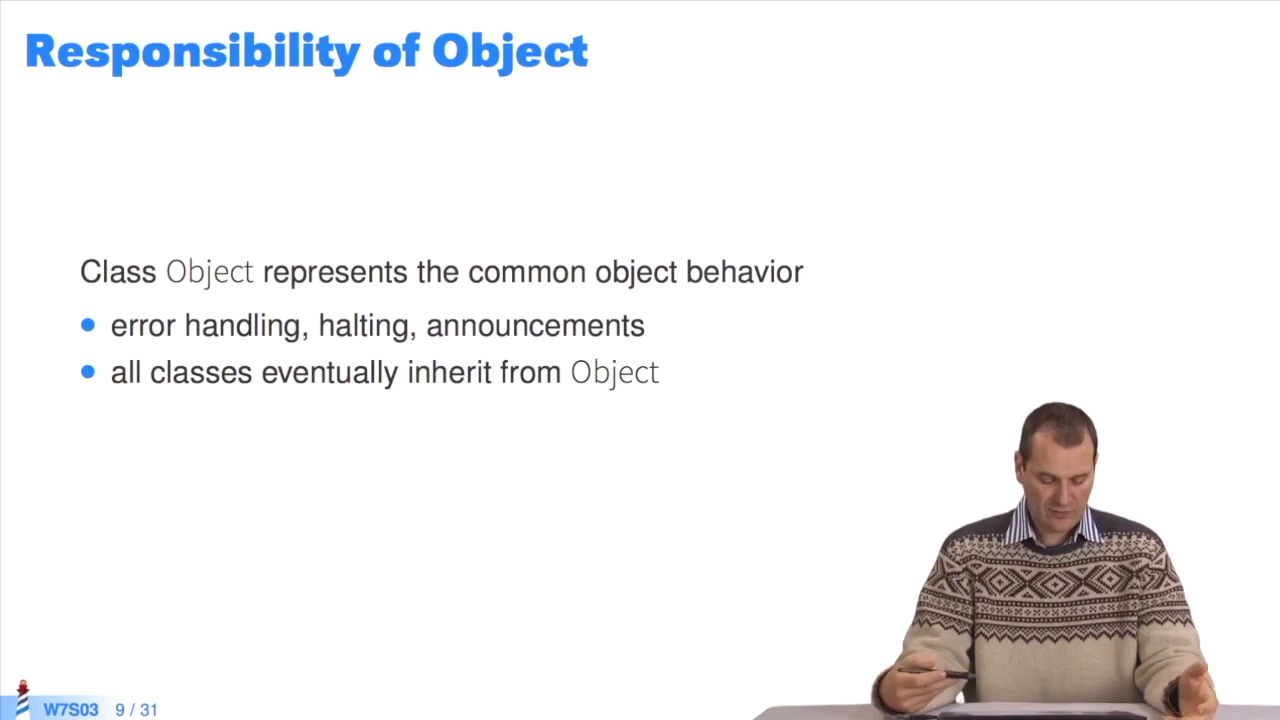 Responsibility of Object
Class Object represents the common object behavior
error handling, halting, announcements
all classes eventually inherit from Object
W7S03 9 / 31